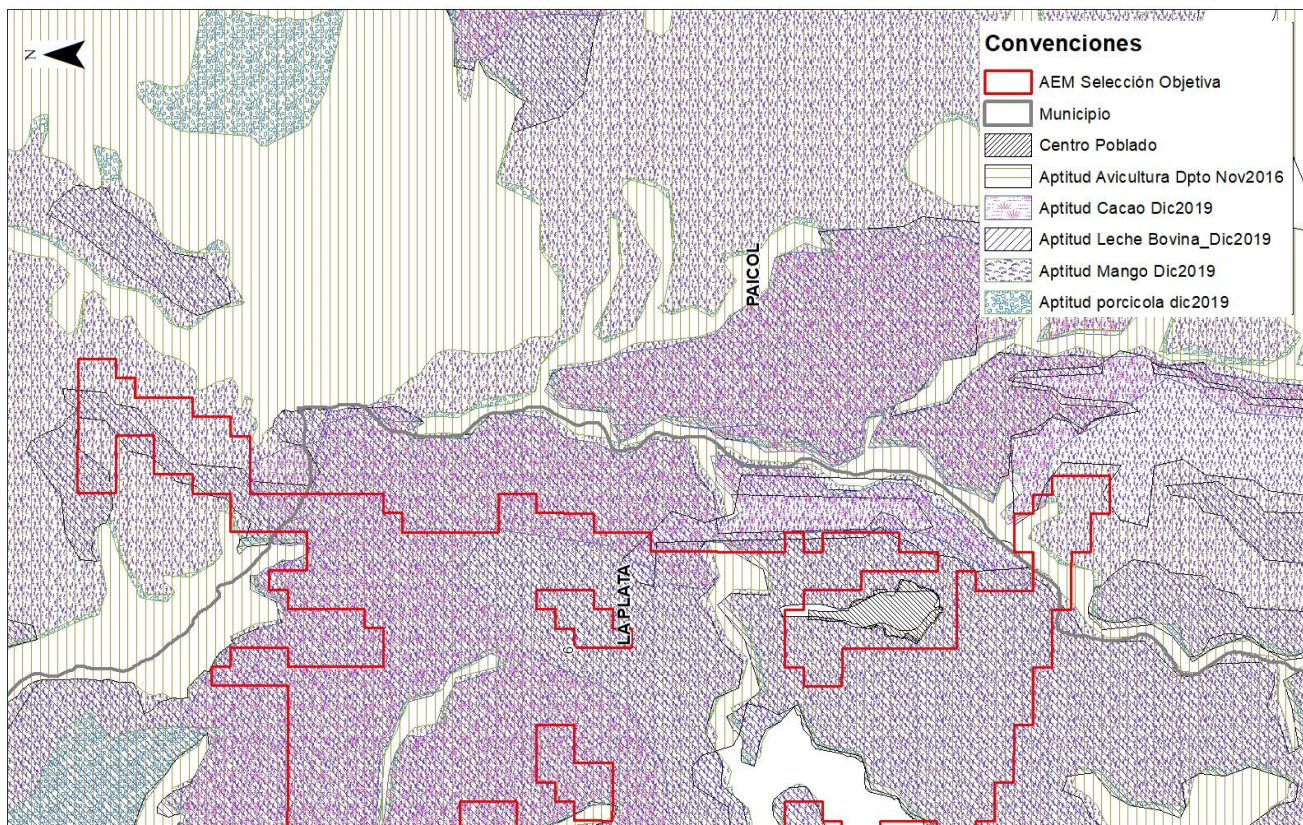 N
Convenciones
AEM Selección Objetiva
Municipio
Centro Poblado
Aptitud Avicultura Dpto Nov2016
Aptitud Cacao Dic2019
Aptitud Leche Bovina_Dic2019
Aptitud Mango Dic2019
Aptitud porcicola dic2019
PAICOL
LA PLATA
6